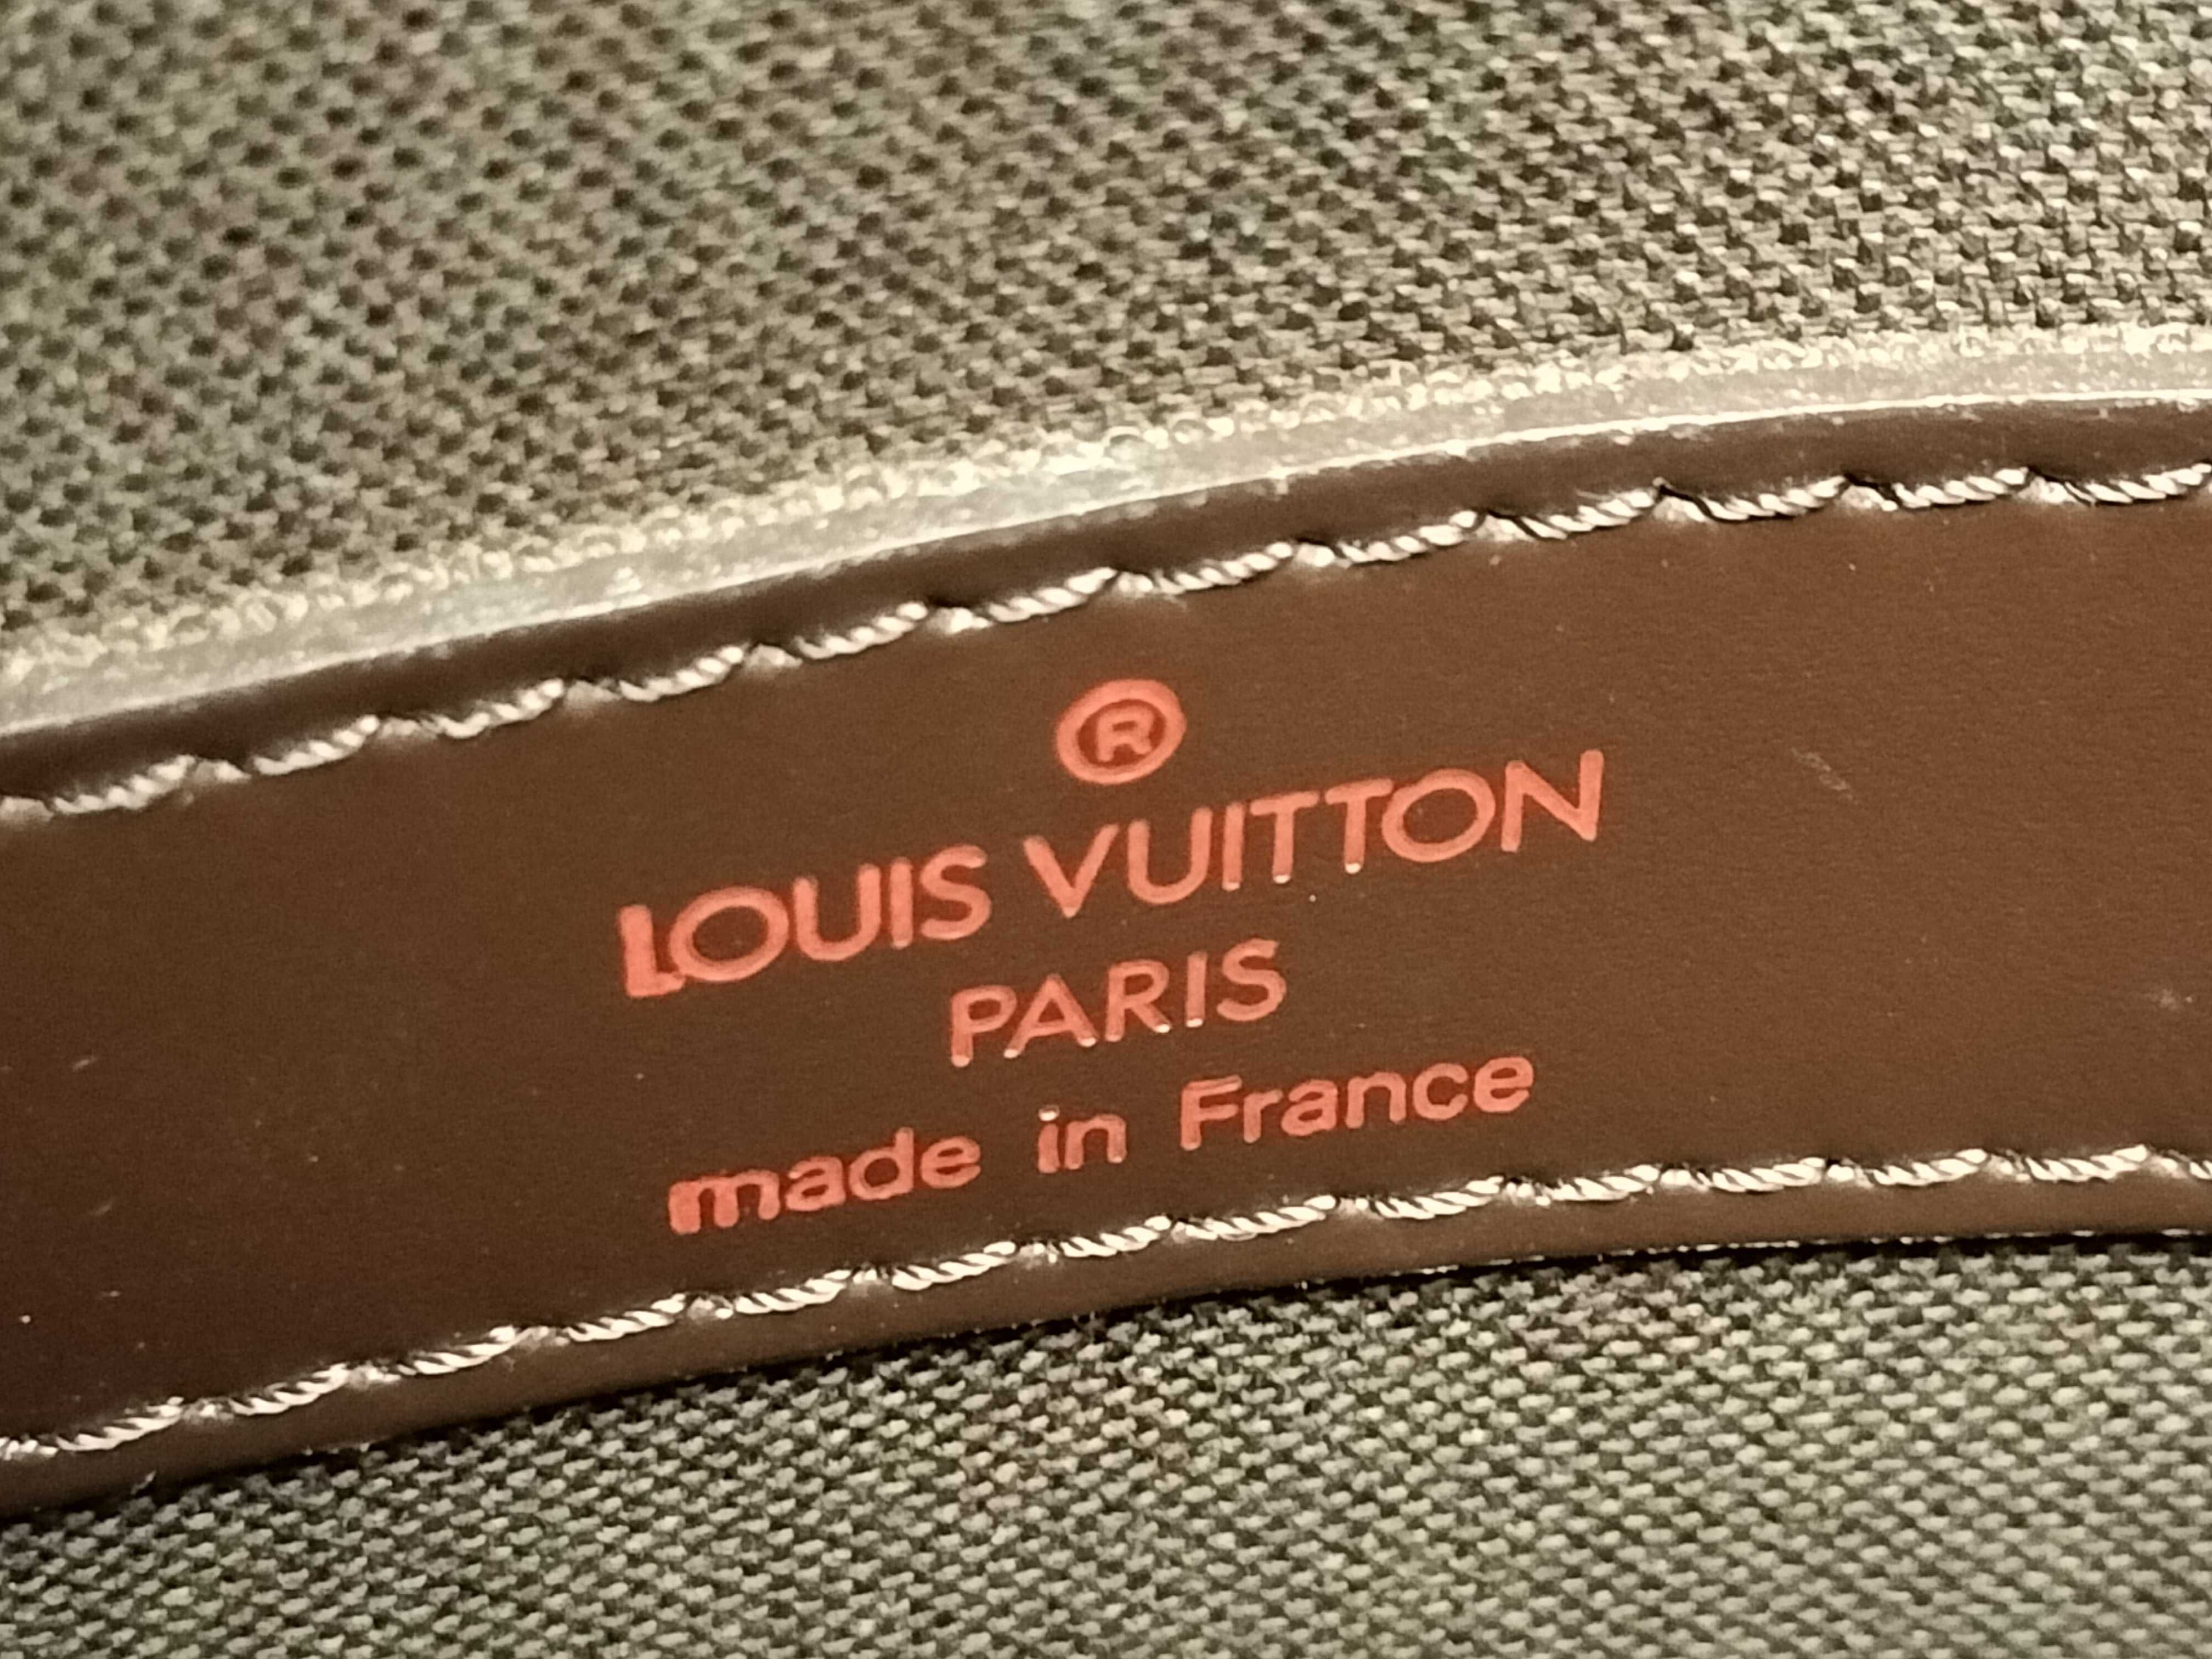 ®
LOUIS VUITTON
PARIS
made in France